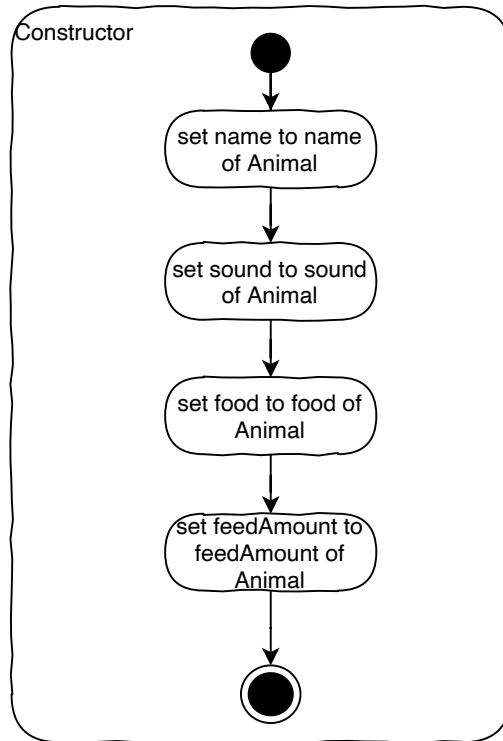 Constructor
set name to name
of Animal
set sound to sound
of Animal
set food to food of
Animal
set feedAmount to
feedAmount of
Animal